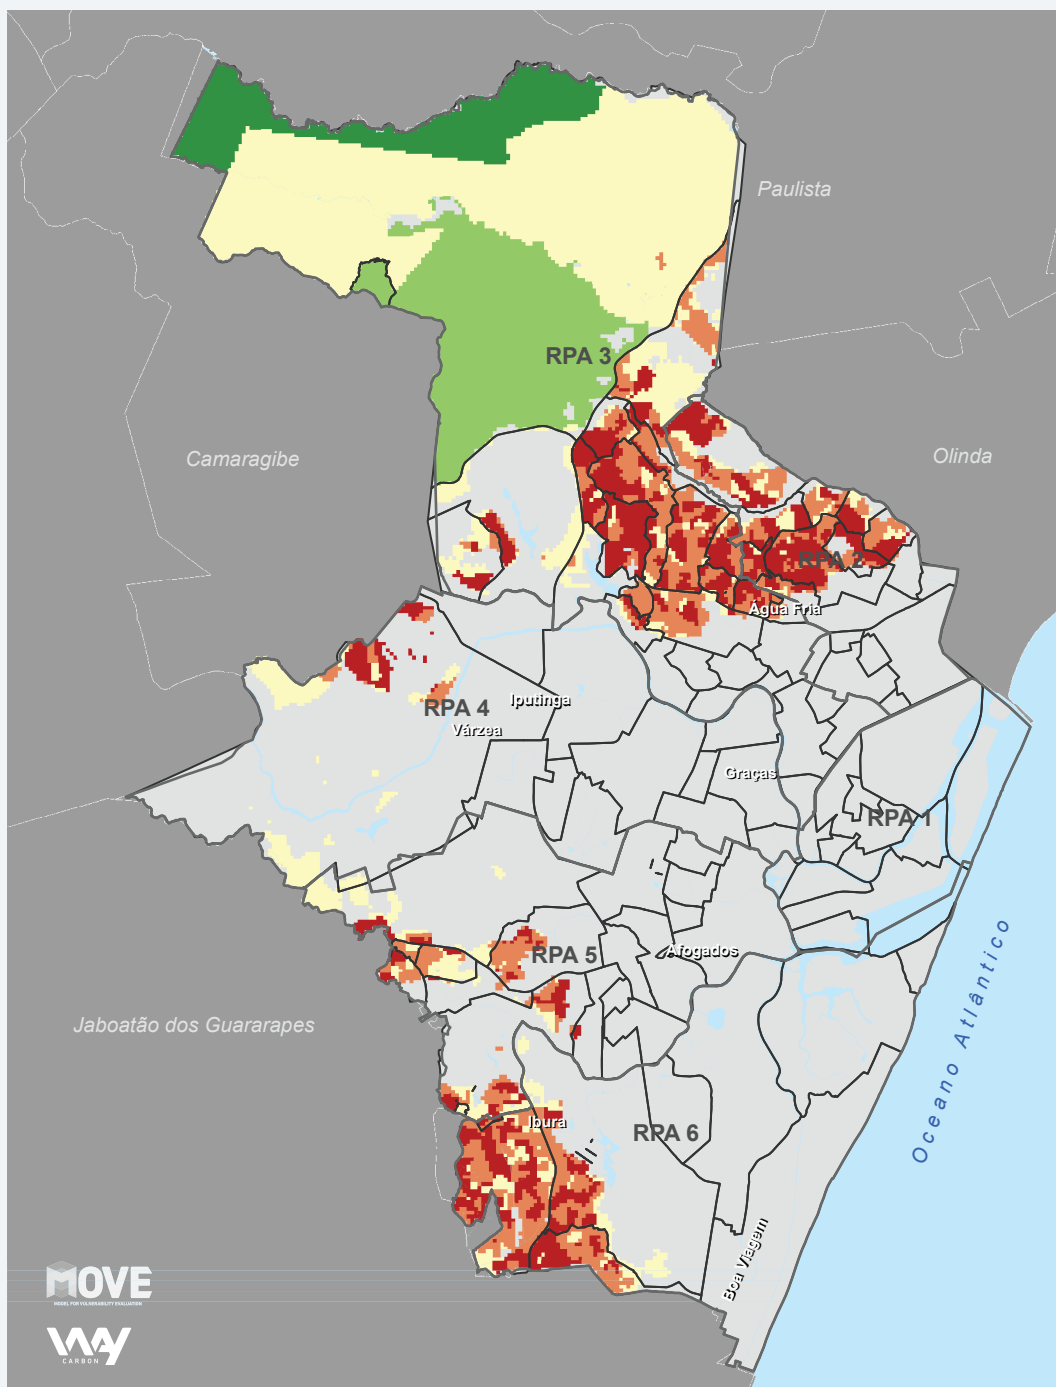 Paulista
RPA 3
Camaragibe
Olinda
RPA 2
Água Fria
Iputinga
RPA 4
Várzea
Graças
RPA 1
Afogados
RPA 5
Oceano Atlântico
Jaboatão dos Guararapes
Ibura
RPA 6
Boa Viagem
MOVE
MODEL FOR VULNERABILITY EVALUATION
WAY
CARBON